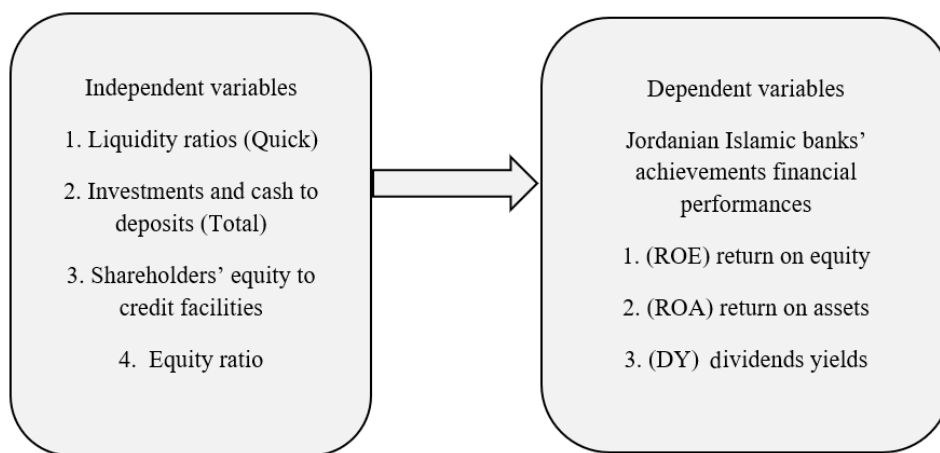 Independent variables
1. Liquidity ratios (Quick)
2. Investments and cash to
deposits (Total)
3. Shareholders’ equity to
credit facilities
4. Equity ratio
Dependent variables
Jordanian Islamic banks’
achievements financial
performances
1. (ROE) return on equity
2. (ROA) return on assets
3. (DY) dividends yields